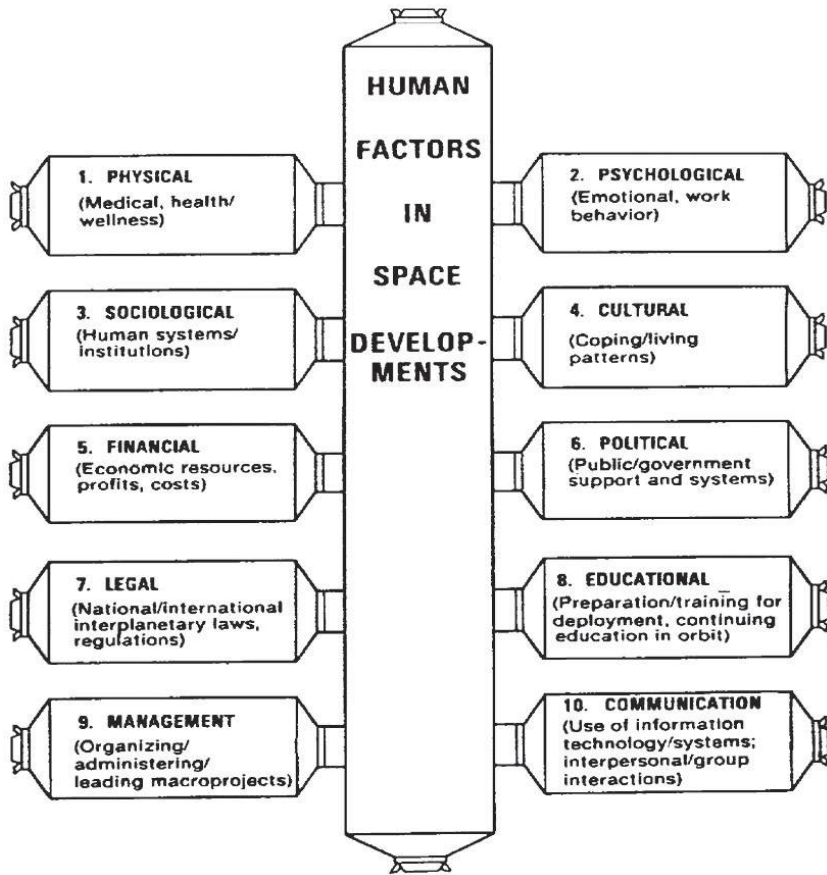 HUMAN
FACTORS
IN
SPACE
DEVELOP-
MENTS
1. PHYSICAL
(Medical, health/
wellness)
2. PSYCHOLOGICAL
(Emotional, work
behavior)
3. SOCIOLOGICAL
(Human systems/
institutions)
4. CULTURAL
(Coping/living
patterns)
5. FINANCIAL
(Economic resources,
profits, costs)
6. POLITICAL
(Public/government
support and systems)
7. LEGAL
(National/international
interplanetary laws,
regulations)
8. EDUCATIONAL
(Preparation/training for
deployment, continuing
education in orbit)
9. MANAGEMENT
(Organizing/
administering/
leading macroprojects)
10. COMMUNICATION
(Use of information
technology/systems;
interpersonal/group
interactions)